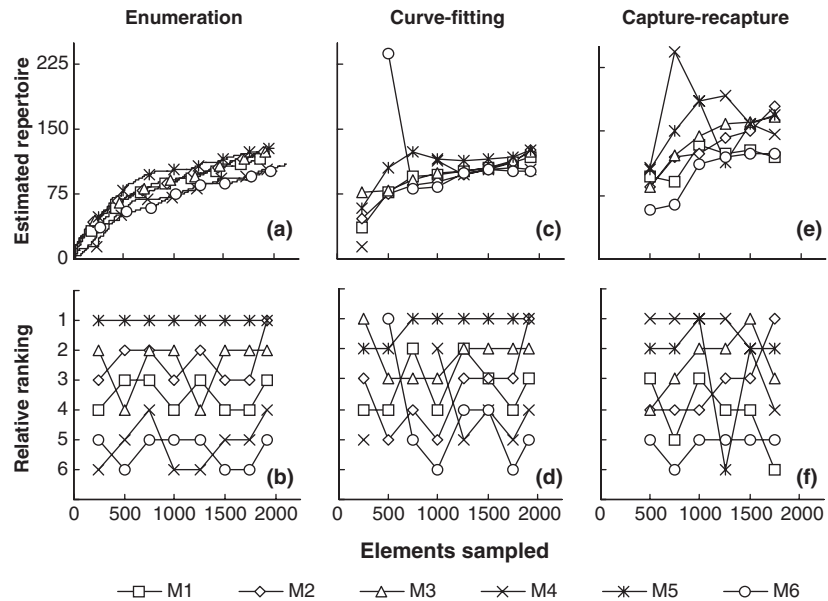 Enumeration Curve-fitting Capture-recapture
Estimated repertoire
225
150
75
0
(a) (c) (e)
Relative ranking
1
2
3
4
5
6
(b) (d) (f)
0 500 1000 1500 2000 0 500 1000 1500 2000 0 500 1000 1500 2000
Elements sampled
M1 M2 M3 M4 M5 M6